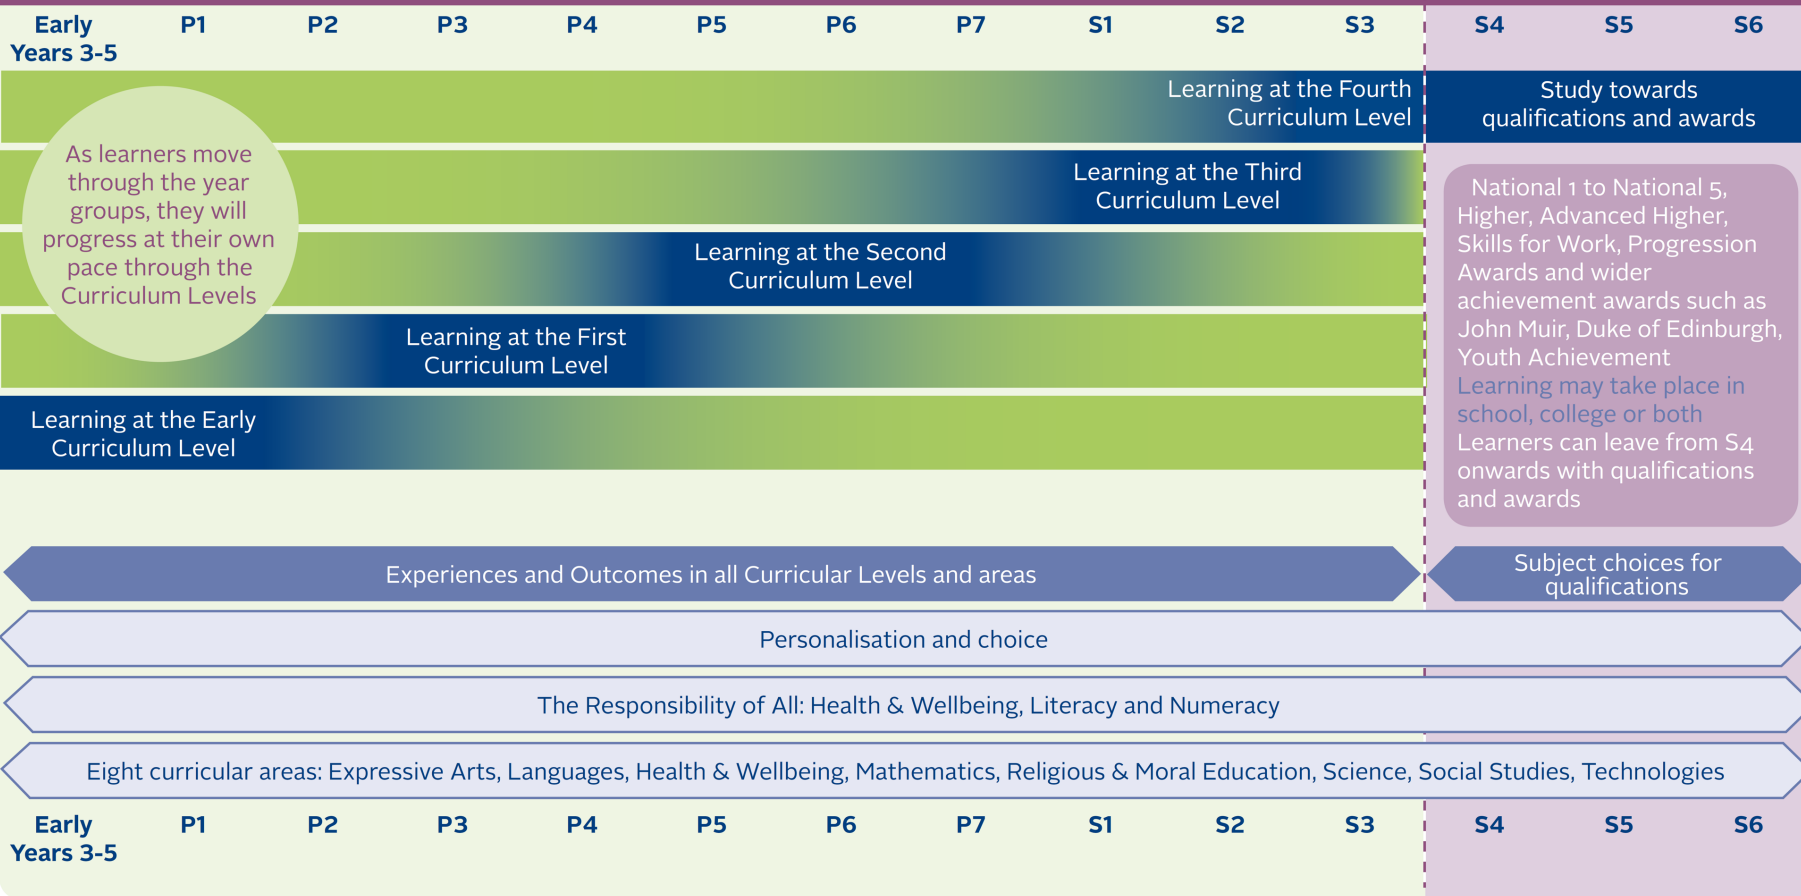 Early
Years 3-5
P1
P2
P3
P4
P5
P6
P7
S1
S2
S3
S4
S5
S6
As learners move
through the year
groups, they will
progress at their own
pace through the
Curriculum Levels
Learning at the Fourth
Curriculum Level
Study towards
qualifications and awards
Learning at the Third
Curriculum Level
Learning at the Second
Curriculum Level
Learning at the First
Curriculum Level
Learning at the Early
Curriculum Level
National 1 to National 5,
Higher, Advanced Higher,
Skills for Work, Progression
Awards and wider
achievement awards such as
John Muir, Duke of Edinburgh,
Youth Achievement
Learning may take place in
school, college or both
Learners can leave from S4
onwards with qualifications
and awards
Experiences and Outcomes in all Curricular Levels and areas
Subject choices for
qualifications
Personalisation and choice
The Responsibility of All: Health & Wellbeing, Literacy and Numeracy
Eight curricular areas: Expressive Arts, Languages, Health & Wellbeing, Mathematics, Religious & Moral Education, Science, Social Studies, Technologies
Early
Years 3-5
P1
P2
P3
P4
P5
P6
P7
S1
S2
S3
S4
S5
S6